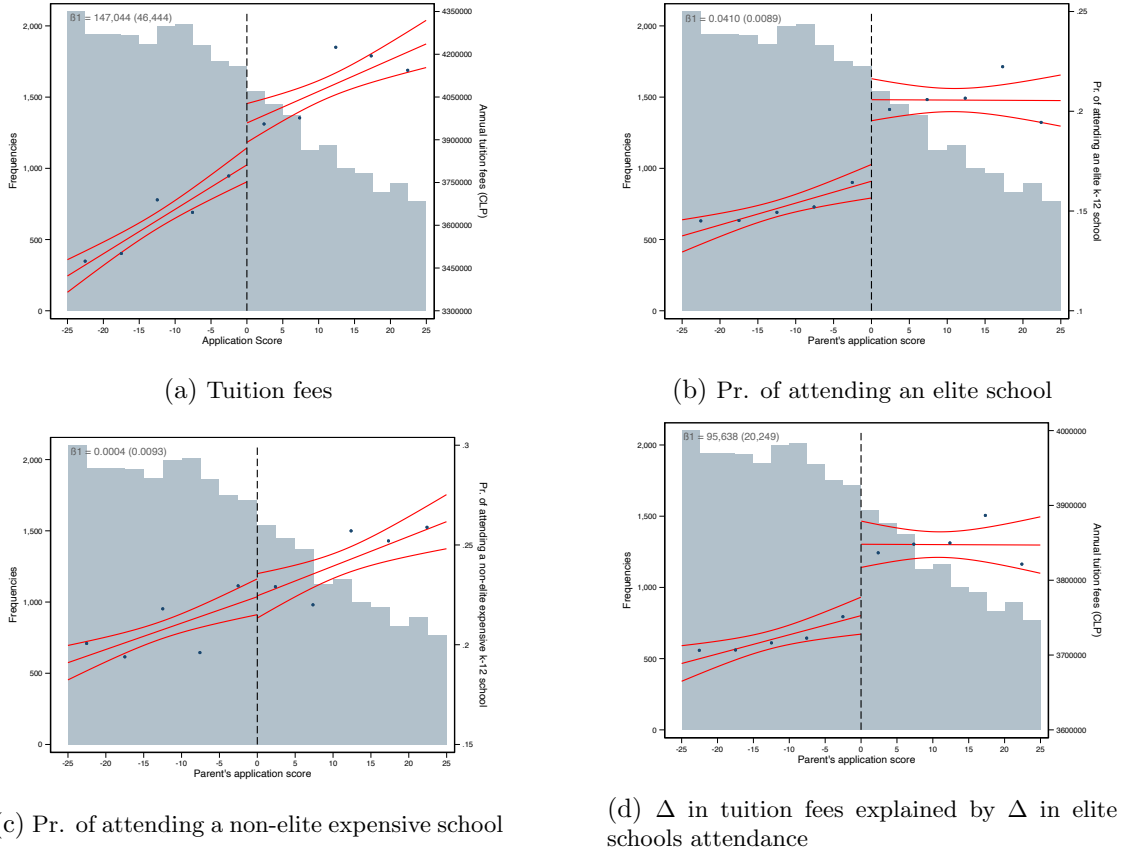 ß1 = 147,044 (46,444)
2,000
1,500
1,000
500
0
Frequencies
4350000
4200000
4050000
3900000
3750000
3600000
3450000
3300000
Annual tuition fees (CLP)
-25 -20 -15 -10 -5 0 5 10 15 20 25
Application Score
(a) Tuition fees
ß1 = 0.0410 (0.0089)
2,000
1,500
1,000
500
0
Frequencies
.25
.2
.15
.1
Pr. of attending
an elite k-12 school
-25 -20 -15 -10 -5 0 5 10 15 20 25
Parent's application score
(b) Pr. of attending an elite school
ß1 = 0.0004 (0.0093)
2,000
1,500
1,000
500
0
Frequencies
.3
.25
.2
.15
Pr. of attending a
non-elite expensive k-12 school
-25 -20 -15 -10 -5 0 5 10 15 20 25
Parent's application score
c) Pr. of attending a non-elite expensive school
ß1 = 95,638 (20,249)
2,000
1,500
1,000
500
0
Frequencies
4000000
3900000
3800000
3700000
3600000
Annual tuition fees (CLP)
-25 -20 -15 -10 -5 0 5 10 15 20 25
Parent's application score
(d) Δ in tuition fees explained by Δ in elite
schools attendance